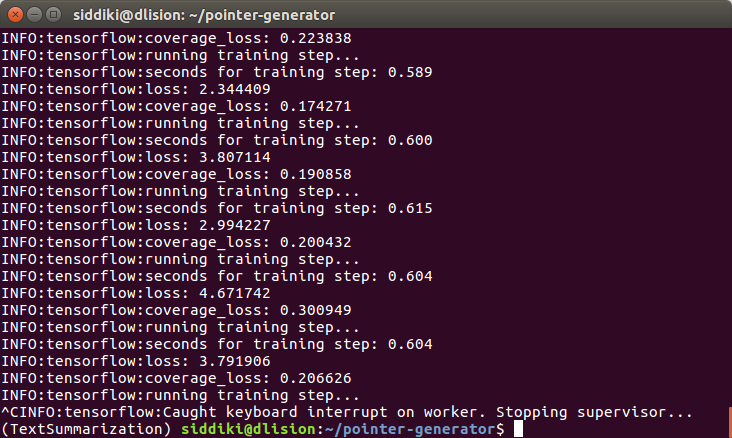 siddiki@dlision: ~/pointer-generator
INFO:tensorflow:coverage_loss: 0.223838
INFO:tensorflow:running training step...
INFO:tensorflow:seconds for training step: 0.589
INFO:tensorflow:loss: 2.344409
INFO:tensorflow:coverage_loss: 0.174271
INFO:tensorflow:running training step...
INFO:tensorflow:seconds for training step: 0.600
INFO:tensorflow:loss: 3.807114
INFO:tensorflow:coverage_loss: 0.190858
INFO:tensorflow:running training step...
INFO:tensorflow:seconds for training step: 0.615
INFO:tensorflow:loss: 2.994227
INFO:tensorflow:coverage_loss: 0.200432
INFO:tensorflow:running training step...
INFO:tensorflow:seconds for training step: 0.604
INFO:tensorflow:loss: 4.671742
INFO:tensorflow:coverage_loss: 0.300949
INFO:tensorflow:running training step...
INFO:tensorflow:seconds for training step: 0.604
INFO:tensorflow:loss: 3.791906
INFO:tensorflow:coverage_loss: 0.206626
INFO:tensorflow:running training step...
^CINFO:tensorflow:Caught keyboard interrupt on worker. Stopping supervisor...
(TextSummarization) siddiki@dlision:~/pointer-generator$